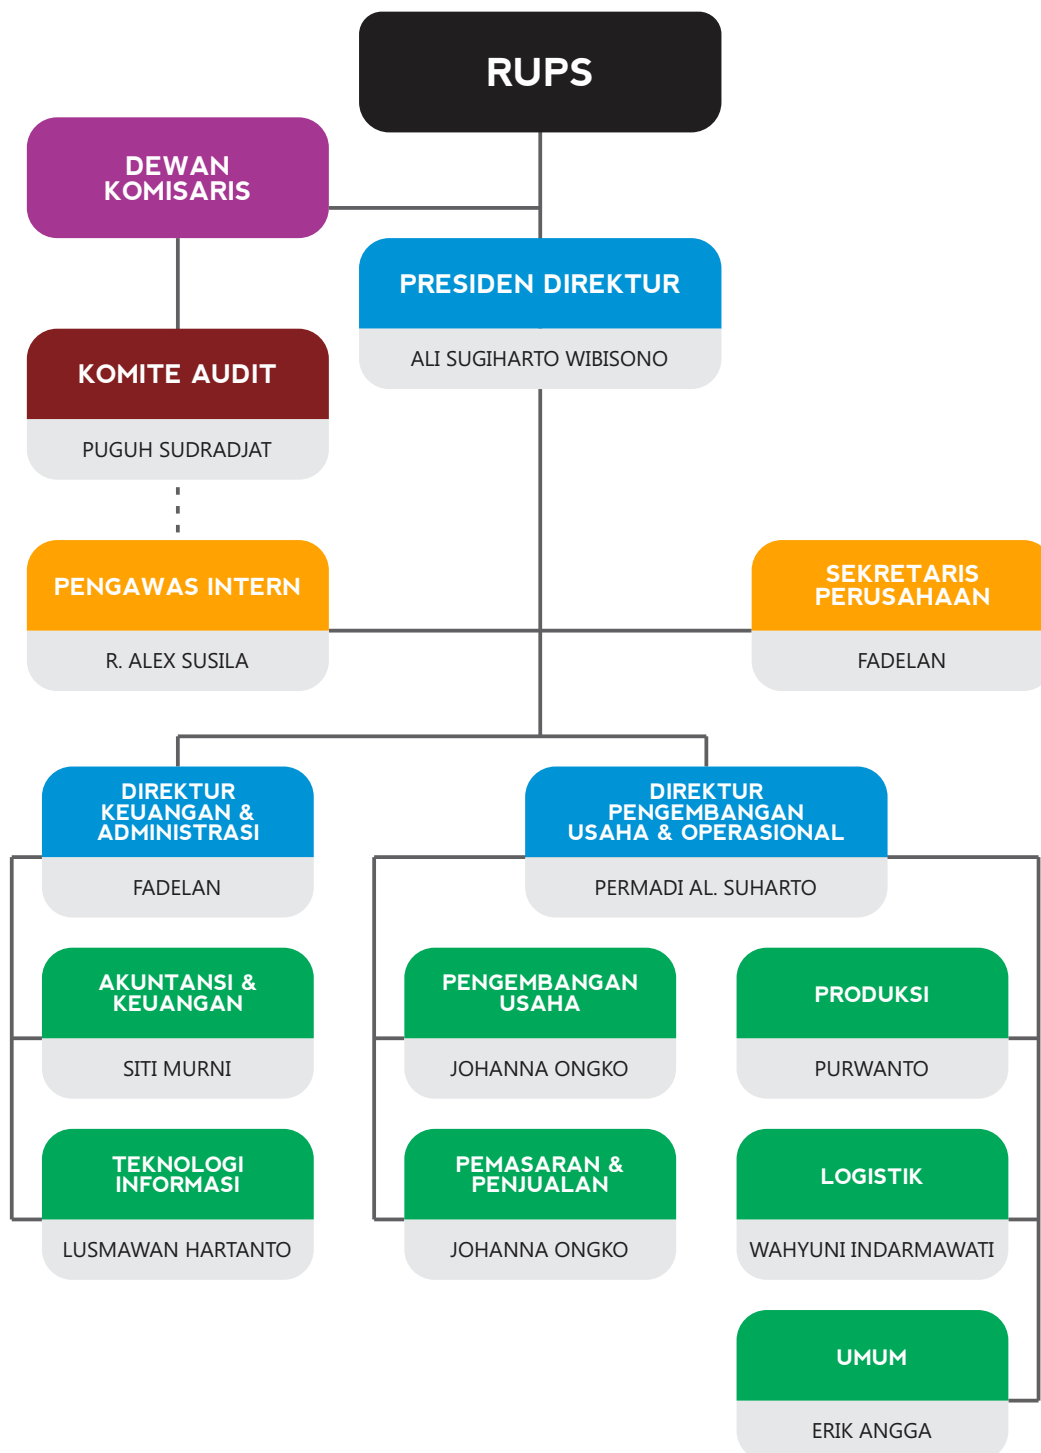 RUPS
DEWAN
KOMISARIS
PRESIDEN DIREKTUR
ALI SUGIHARTO WIBISONO
KOMITE AUDIT
PUGUH SUDRADJAT
PENGAWAS INTERN
R. ALEX SUSILA
SEKRETARIS
PERUSAHAAN
FADELAN
DIREKTUR
KEUANGAN &
ADMINISTRASI
FADELAN
DIREKTUR
PENGEMBANGAN
USAHA & OPERASIONAL
PERMADI AL. SUHARTO
AKUNTANSI &
KEUANGAN
SITI MURNI
PENGEMBANGAN
USAHA
JOHANNA ONGKO
PRODUKSI
PURWANTO
TEKNOLOGI
INFORMASI
LUSMAWAN HARTANTO
PEMASARAN &
PENJUALAN
JOHANNA ONGKO
LOGISTIK
WAHYUNI INDARMAWATI
UMUM
ERIK ANGGA